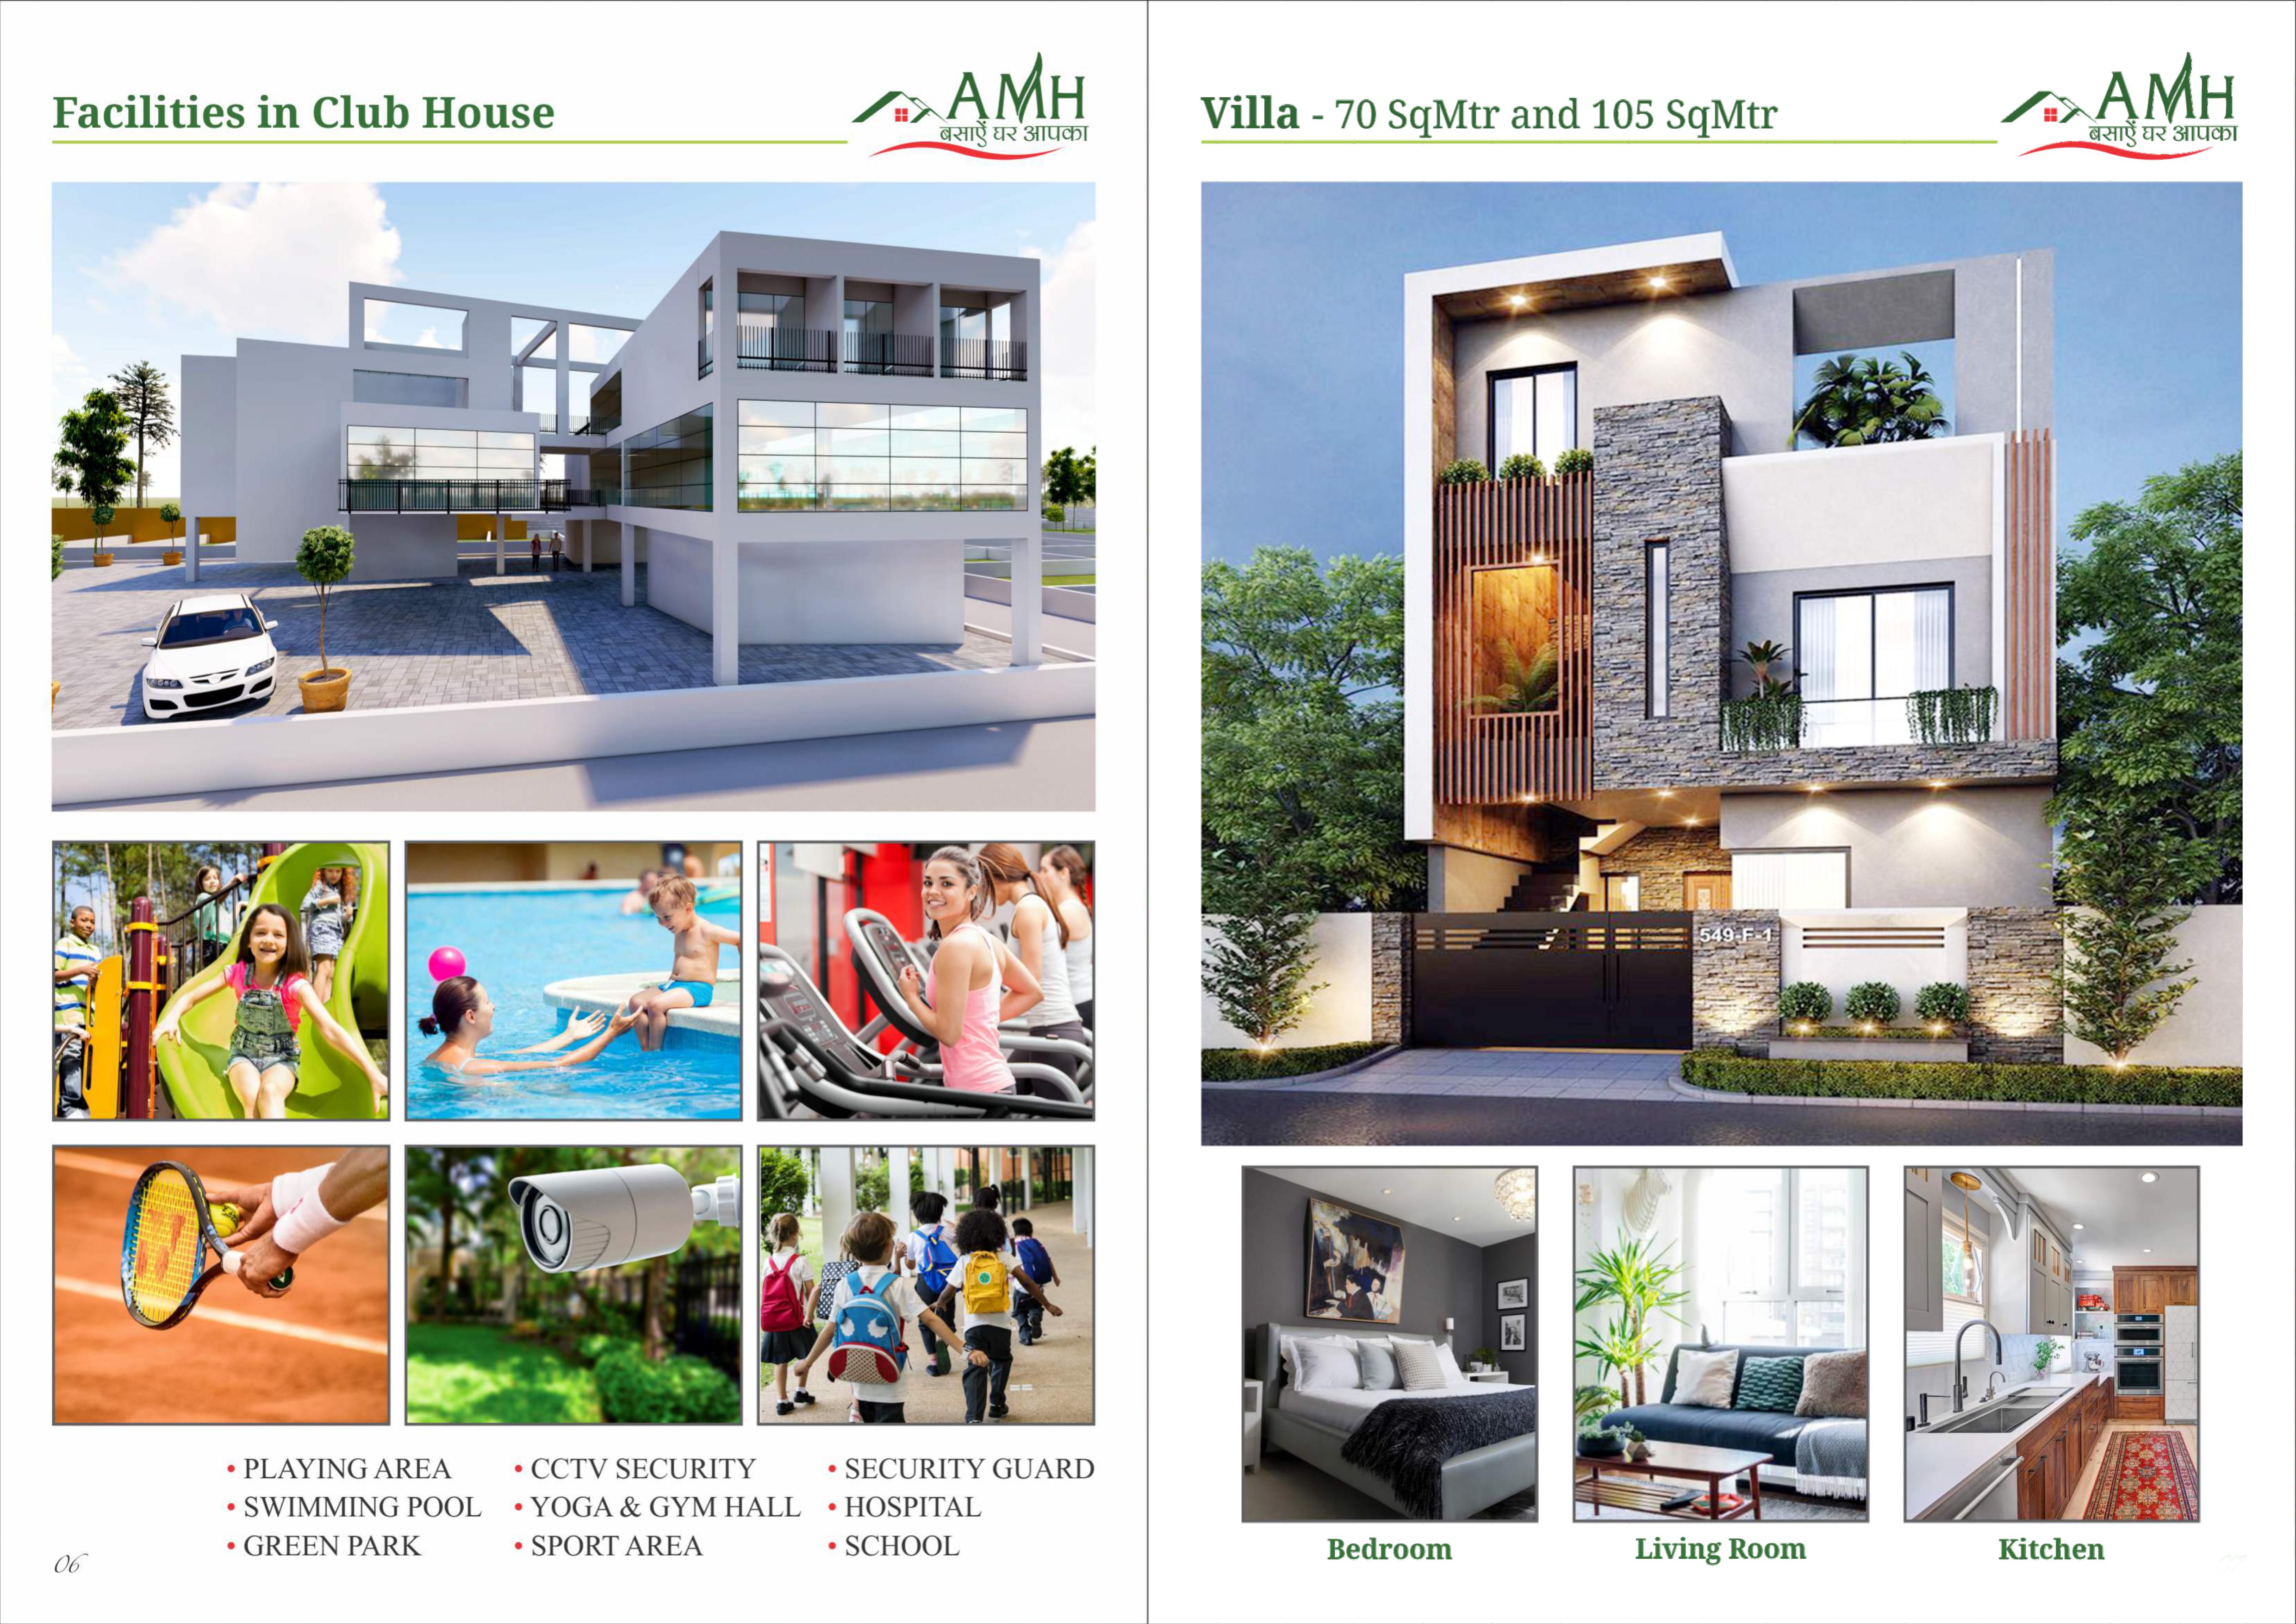 Facilities in Club House
AMH
बसाऐं घर आपका
• PLAYING AREA
• SWIMMING POOL
• GREEN PARK
• CCTV SECURITY
• YOGA & GYM HALL
• SPORT AREA
• SECURITY GUARD
• HOSPITAL
• SCHOOL
06
Villa - 70 SqMtr and 105 SqMtr
AMH
बसाऐं घर आपका
549-F-1
Bedroom
Living Room
Kitchen